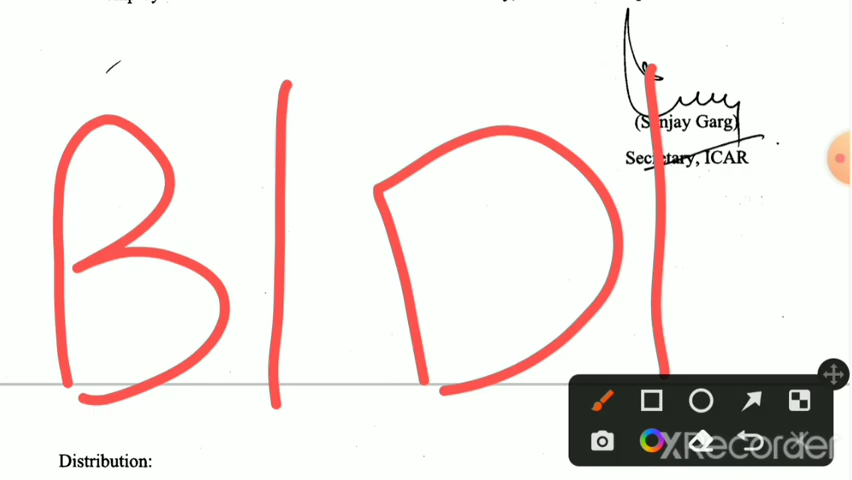 (Sanjay Garg)
Secretary, ICAR
BIDI
Distribution:
XRecorder